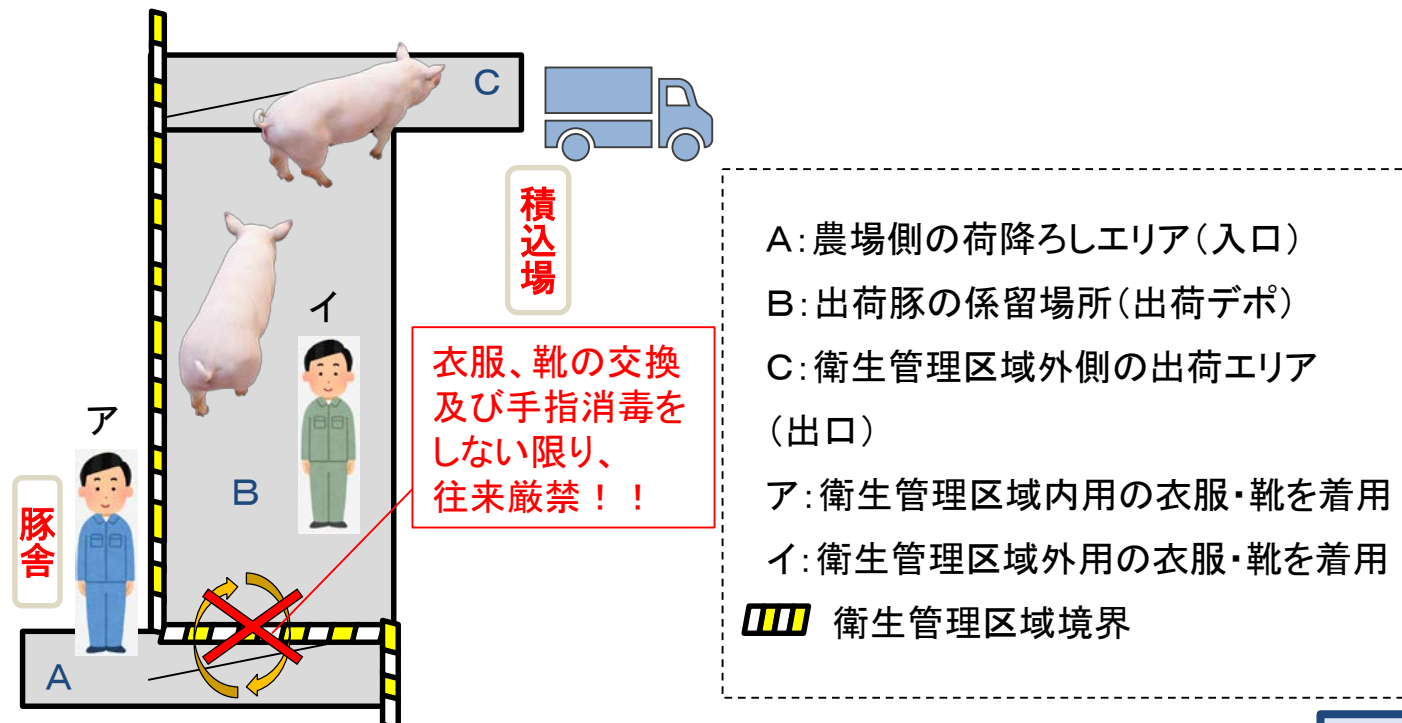 C
積込場
イ
衣服、靴の交換
及び手指消毒を
しない限り、
往来厳禁！！
ア
B
豚舎
A
A：農場側の荷降ろしエリア（入口）
B：出荷豚の係留場所（出荷デポ）
C：衛生管理区域外側の出荷エリア
（出口）
ア：衛生管理区域内用の衣服・靴を着用
イ：衛生管理区域外用の衣服・靴を着用
衛生管理区域境界